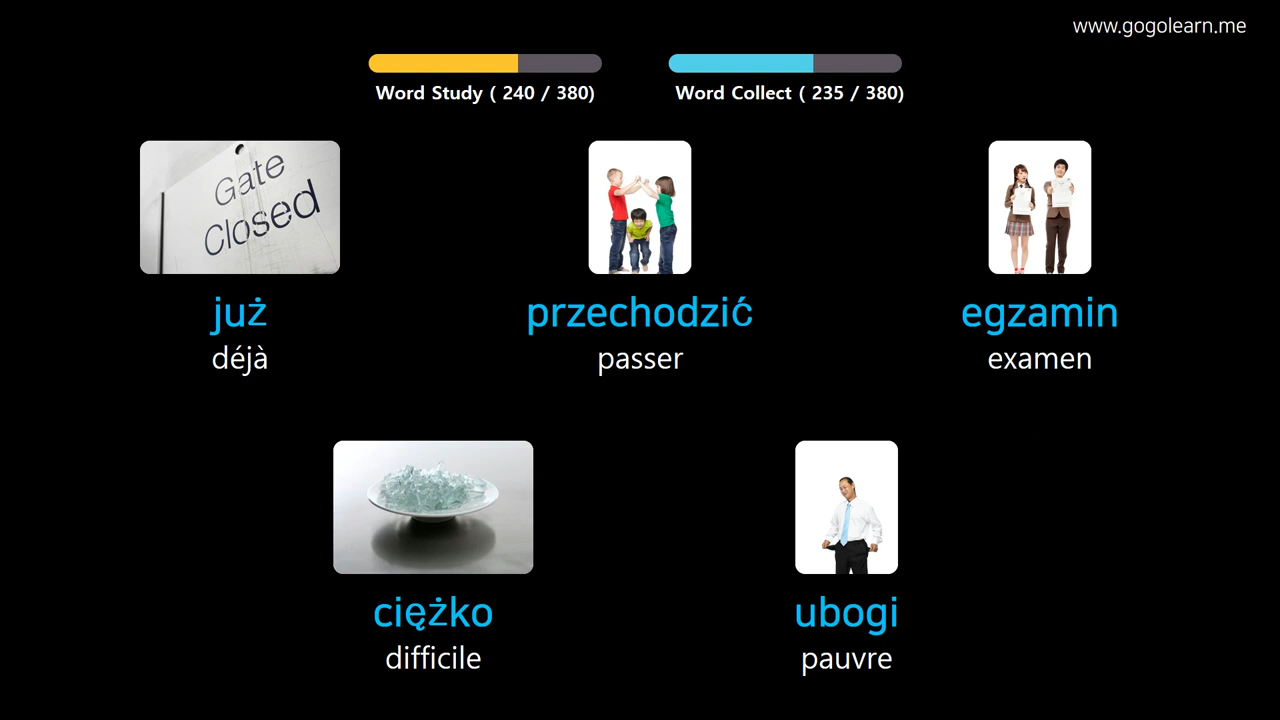 www.gogolearn.me
Word Study ( 240 / 380)
Word Collect ( 235 / 380)
Gate
Closed
już
déjà
przechodzić
passer
egzamin
examen
ciężko
difficile
ubogi
pauvre